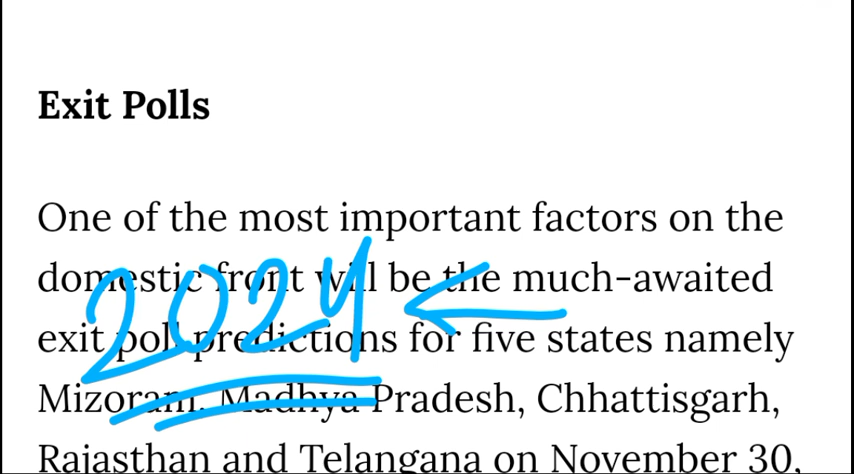 Exit Polls
One of the most important factors on the
domestic front will be the much-awaited
exit poll predictions for five states namely
Mizoram, Madhya Pradesh, Chhattisgarh,
Rajasthan and Telangana on November 30,
2024